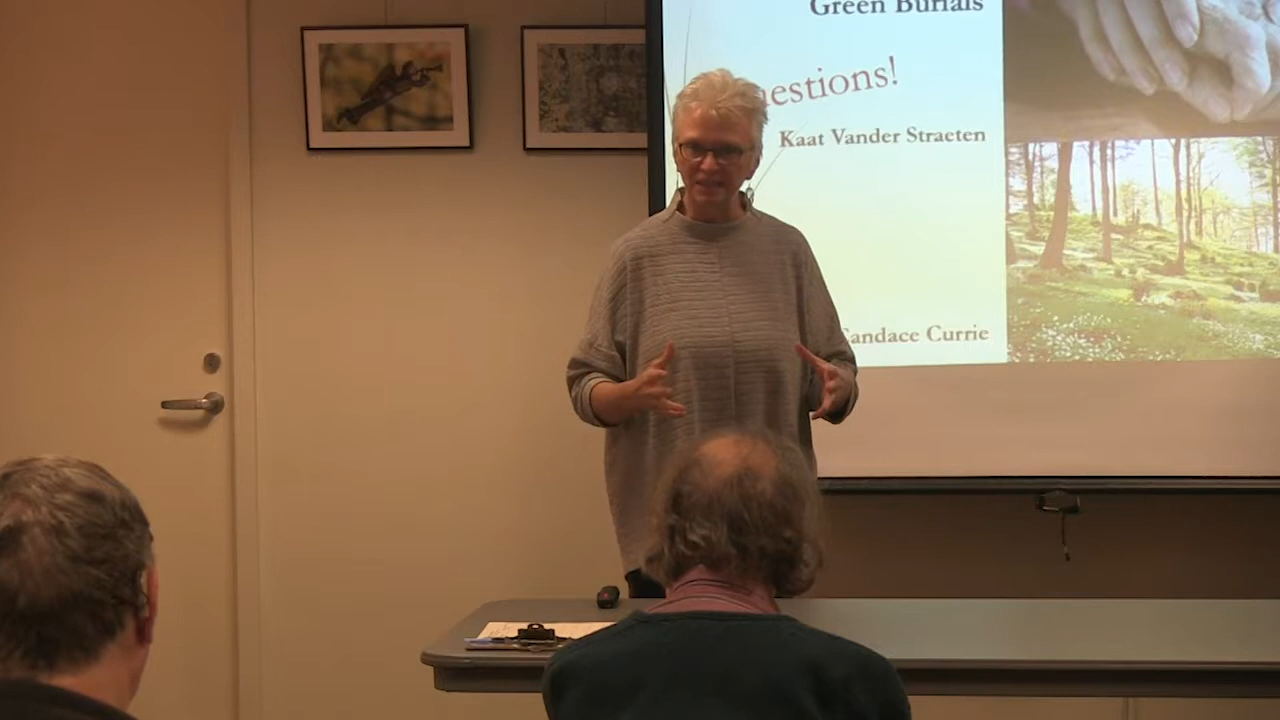 Green Burials
estions!
Kaat Vander Straeten
Candace Currie